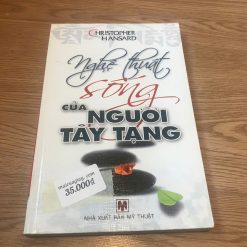 CHRISTOPHER
HANSARD
Nghệ thuật
sống
CỦA NGƯỜI
TÂY TẠNG
35.000đ
NHÀ XUẤT BẢN MỸ THUẬT